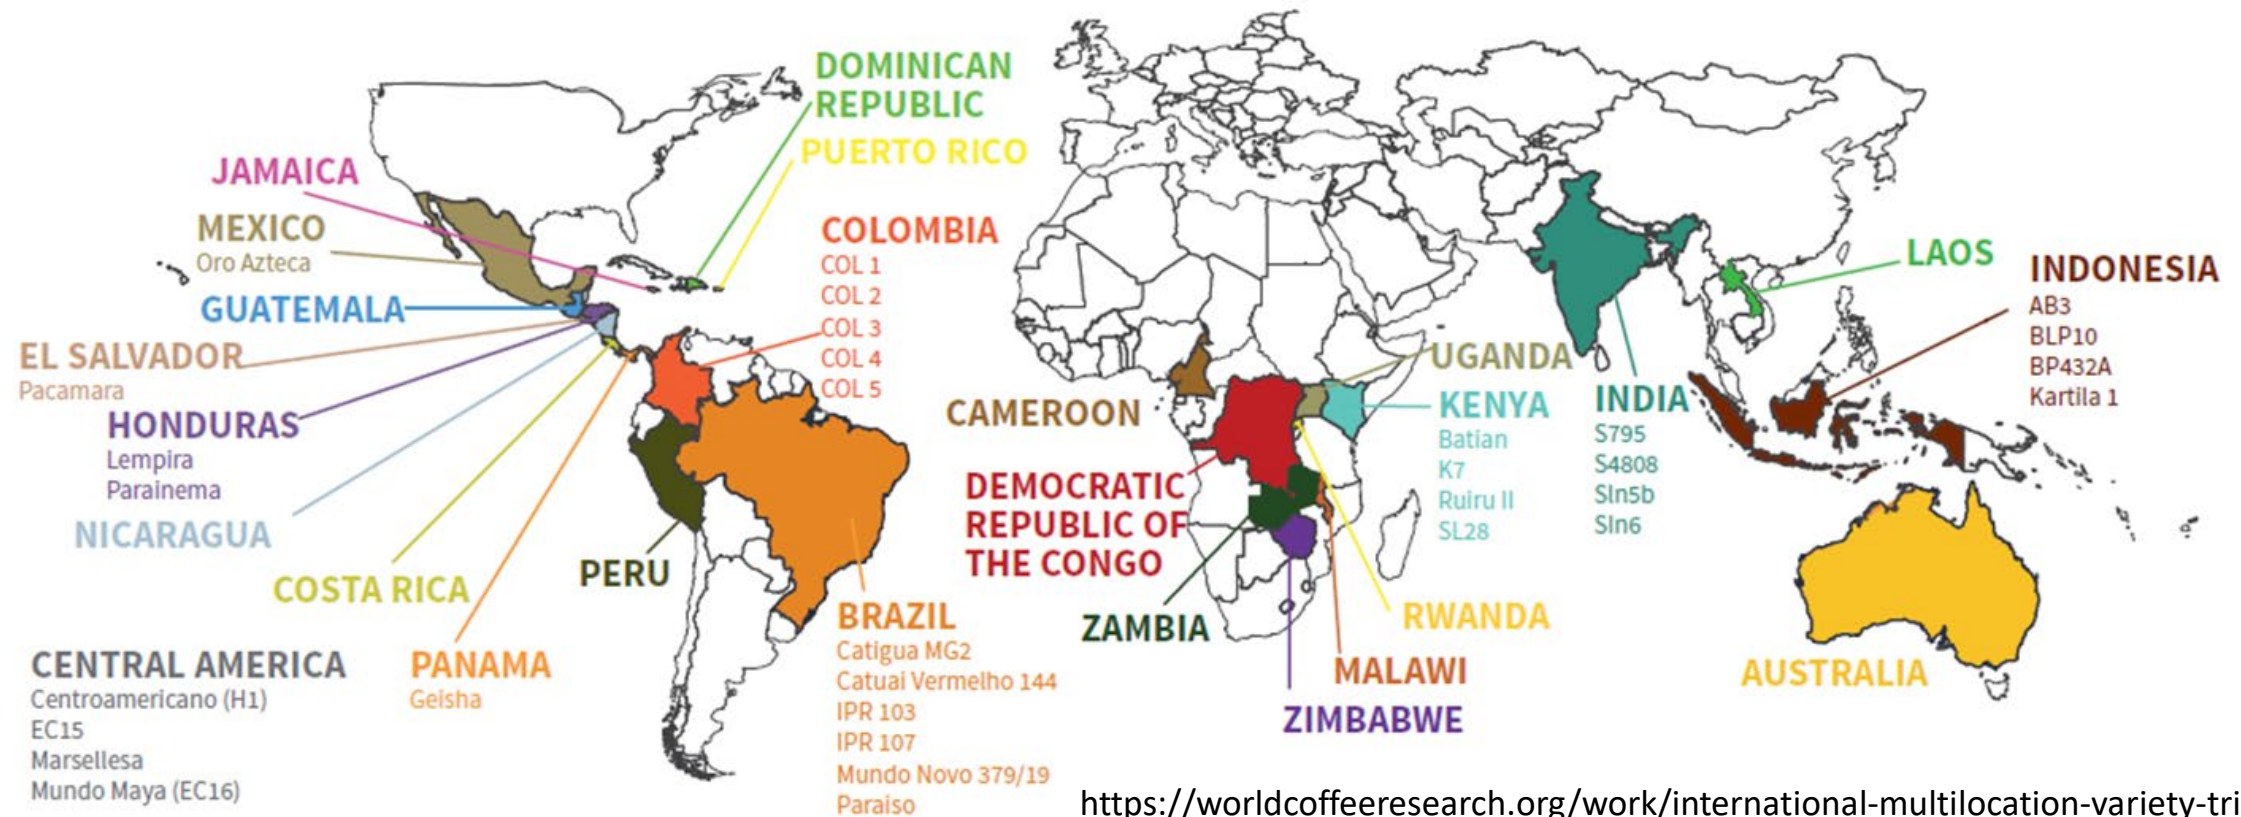 DOMINICAN
REPUBLIC
PUERTO RICO
JAMAICA
MEXICO
Oro Azteca
GUATEMALA
EL SALVADOR
Pacamara
HONDURAS
Lempira
Parainema
NICARAGUA
COSTA RICA
PANAMA
Geisha
CENTRAL AMERICA
Centroamericano (H1)
EC15
Marsellesa
Mundo Maya (EC16)
COLOMBIA
COL 1
COL 2
COL 3
COL 4
COL 5
PERU
BRAZIL
Catigua MG2
Catuai Vermelho 144
IPR 103
IPR 107
Mundo Novo 379/19
Paraiso
CAMEROON
DEMOCRATIC
REPUBLIC OF
THE CONGO
ZAMBIA
UGANDA
KENYA
Batian
K7
Ruiru II
SL28
RWANDA
MALAWI
ZIMBABWE
INDIA
S795
S4808
Sln5b
Sln6
LAOS
INDONESIA
AB3
BLP10
BP432A
Kartila 1
AUSTRALIA
https://worldcoffeeresearch.org/work/international-multilocation-variety-tri